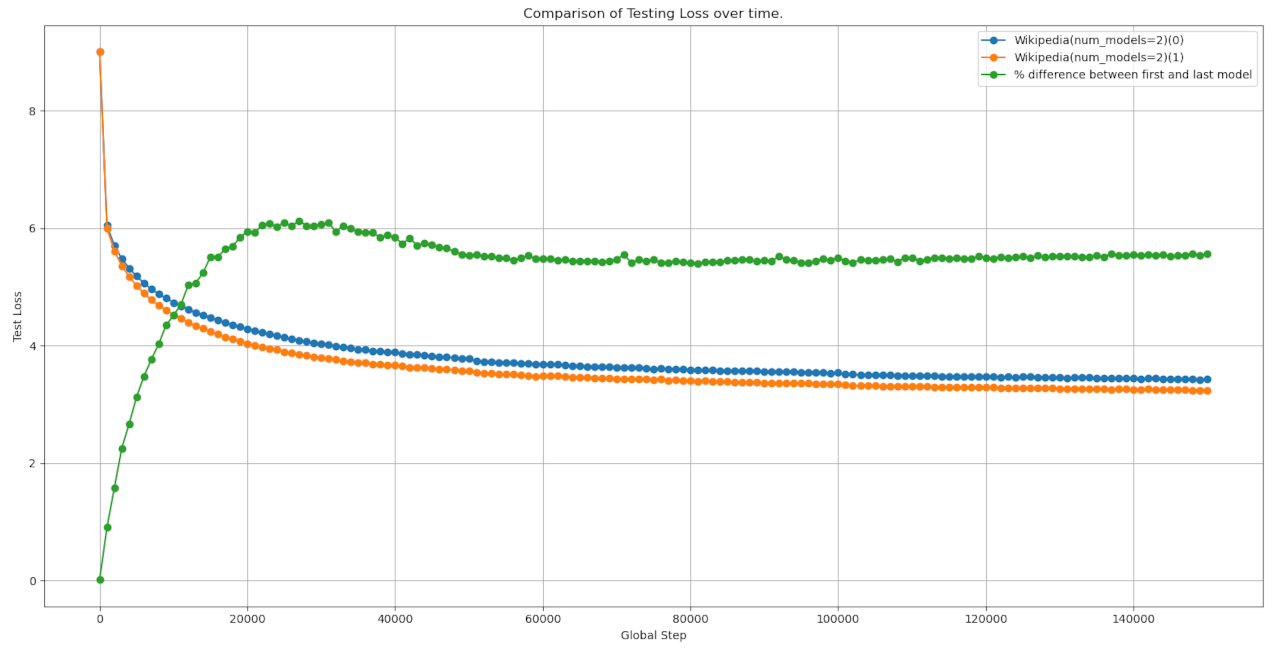 Comparison of Testing Loss over time.
Wikipedia(num_models=2)(0)
Wikipedia(num_models=2)(1)
% difference between first and last model
Test Loss
8
6
4
2
0
0 20000 40000 60000 80000 100000 120000 140000
Global Step